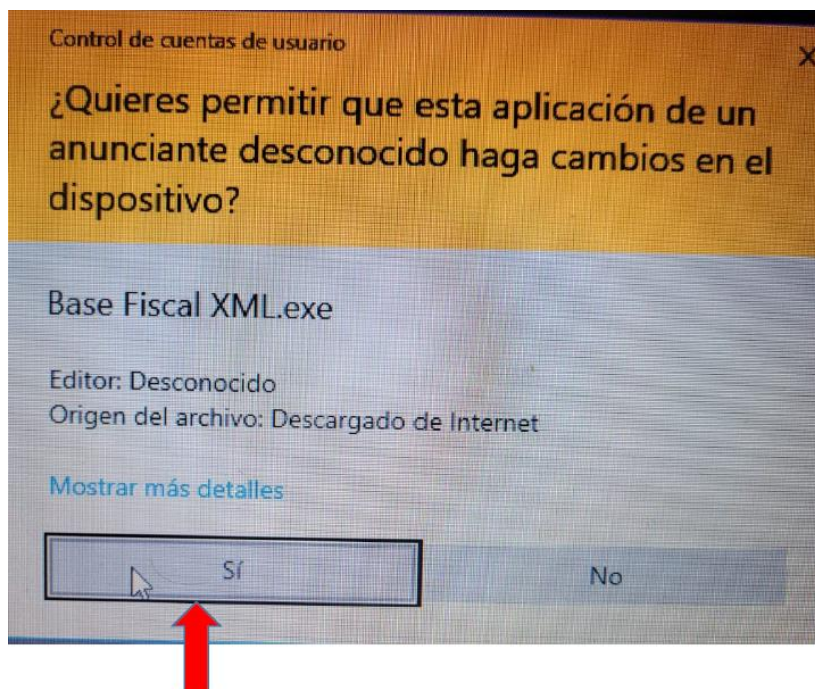 Control de cuentas de usuario
¿Quieres permitir que esta aplicación de un
anunciante desconocido haga cambios en el
dispositivo?
Base Fiscal XML.exe
Editor: Desconocido
Origen del archivo: Descargado de Internet
Mostrar más detalles
Sí
No